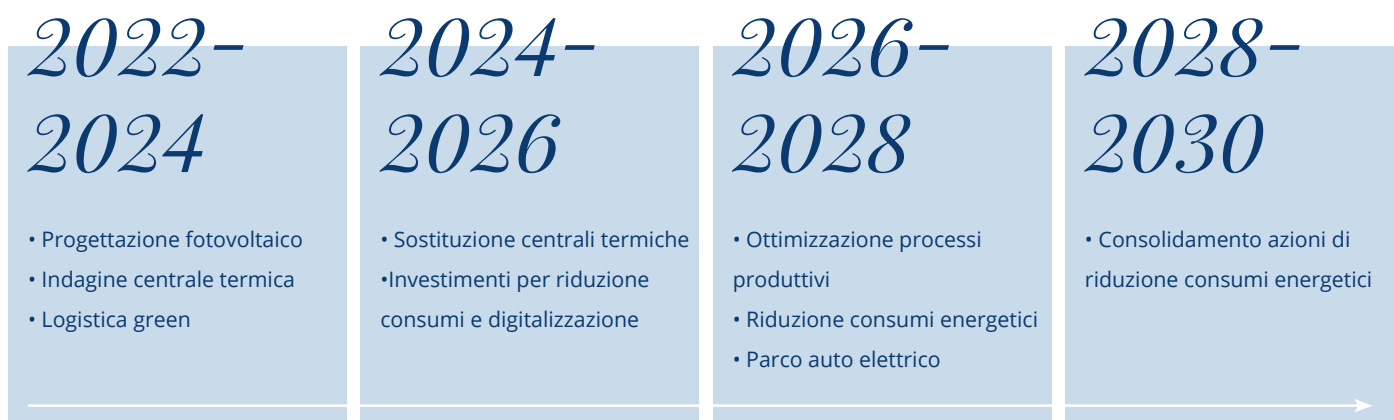 2022-
2024
• Progettazione fotovoltaico
• Indagine centrale termica
• Logistica green
2024-
2026
• Sostituzione centrali termiche
•Investimenti per riduzione
consumi e digitalizzazione
2026-
2028
• Ottimizzazione processi
produttivi
• Riduzione consumi energetici
• Parco auto elettrico
2028-
2030
• Consolidamento azioni di
riduzione consumi energetici